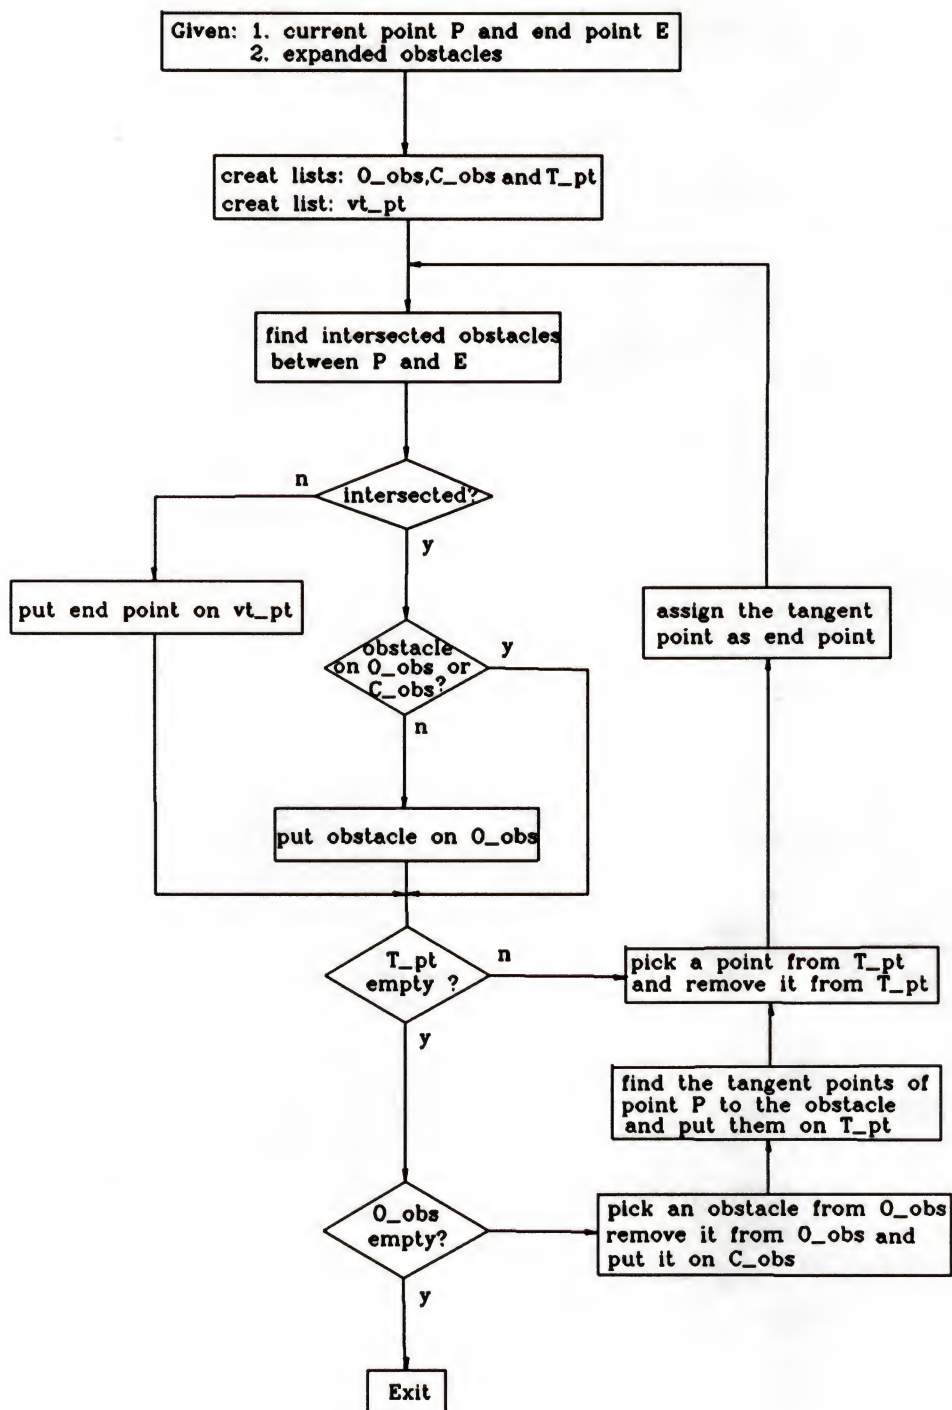 Given: 1. current point P and end point E
2. expanded obstacles
creat lists: O_obs,C_obs and T_pt
creat list: vt_pt
find intersected obstacles
between P and E
n
intersected?
y
put end point on vt_pt
assign the tangent
point as end point
obstacle
on O_obs or
C_obs?
y
n
put obstacle on O_obs
T_pt
empty ?
n
y
pick a point from T_pt
and remove it from T_pt
find the tangent points of
point P to the obstacle
and put them on T_pt
O_obs
empty?
y
pick an obstacle from O_obs
remove it from O_obs and
put it on C_obs
Exit